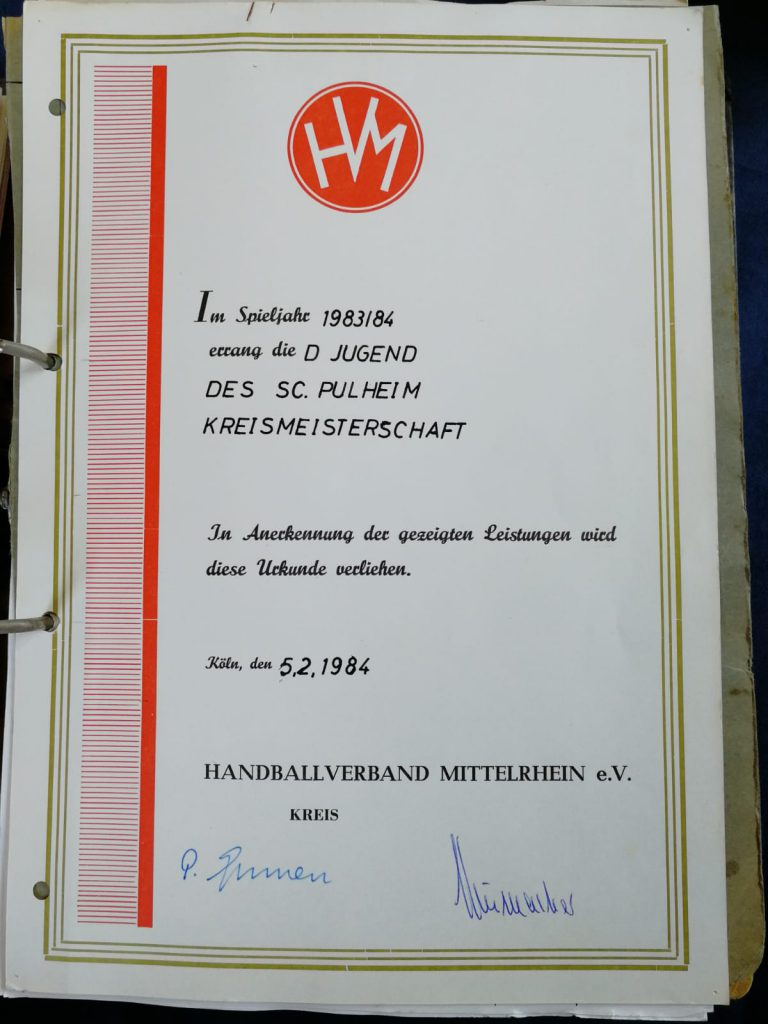 HVM
Im Spieljahr 1983/84
errang die D JUGEND
DES SC. PULHEIM
KREISMEISTERSCHAFT
In Anerkennung der gezeigten Leistungen wird
diese Urkunde verliehen.
Köln, den 5,2,1984
HANDBALLVERBAND MITTELRHEIN e.V.
KREIS
P.